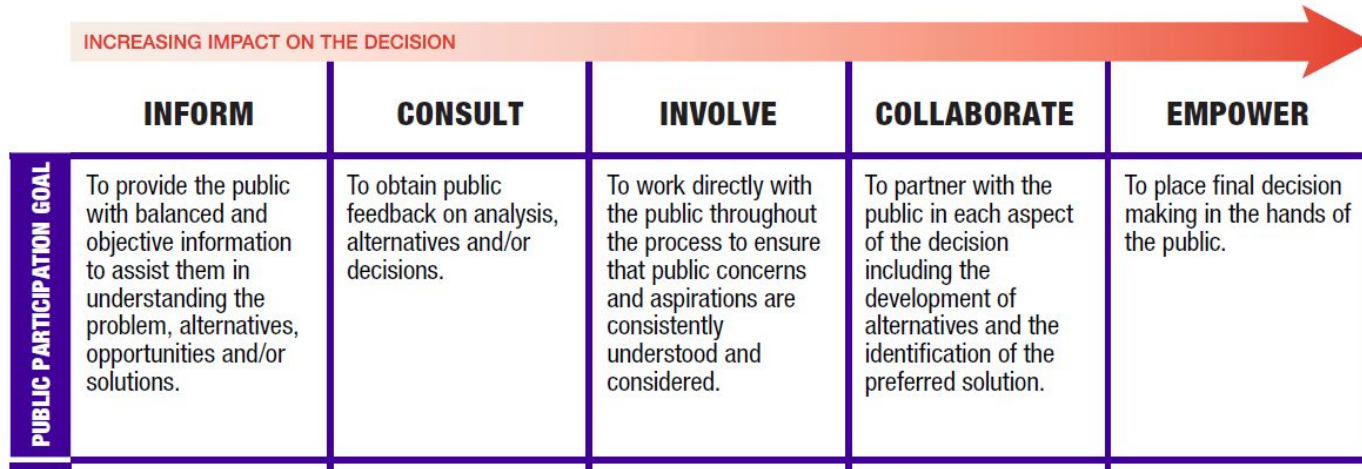 INCREASING IMPACT ON THE DECISION
INFORM
CONSULT
INVOLVE
COLLABORATE
EMPOWER
PUBLIC PARTICIPATION GOAL
To provide the public
with balanced and
objective information
to assist them in
understanding the
problem, alternatives,
opportunities and/or
solutions.
To obtain public
feedback on analysis,
alternatives and/or
decisions.
To work directly with
the public throughout
the process to ensure
that public concerns
and aspirations are
consistently
understood and
considered.
To partner with the
public in each aspect
of the decision
including the
development of
alternatives and the
identification of the
preferred solution.
To place final decision
making in the hands of
the public.